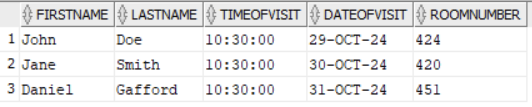 FIRSTNAME LASTNAME TIMEOFVISIT DATEOFVISIT ROOMNUMBER
1 John Doe 10:30:00 29-OCT-24 424
2 Jane Smith 10:30:00 30-OCT-24 420
3 Daniel Gafford 10:30:00 31-OCT-24 451